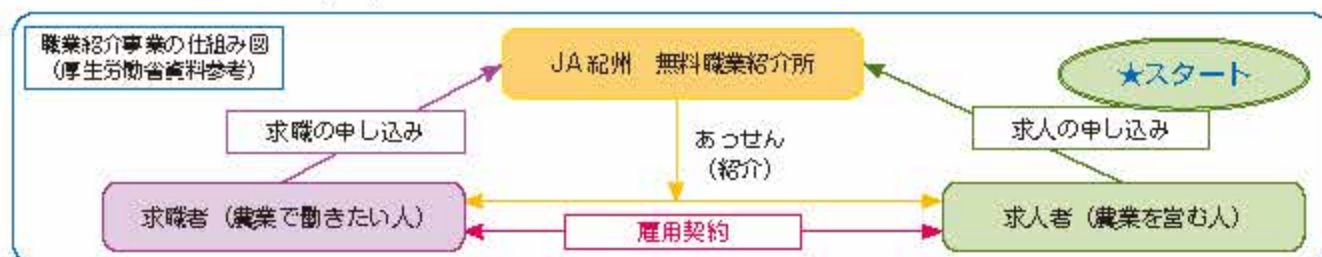 職業紹介事業の仕組み図
（厚生労働省資料参考）
JA紀州　無料職業紹介所
★スタート
求職の申し込み
求人の申し込み
あっせん
（紹介）
求職者（農業で働きたい人）
雇用契約
求人者（農業を営む人）